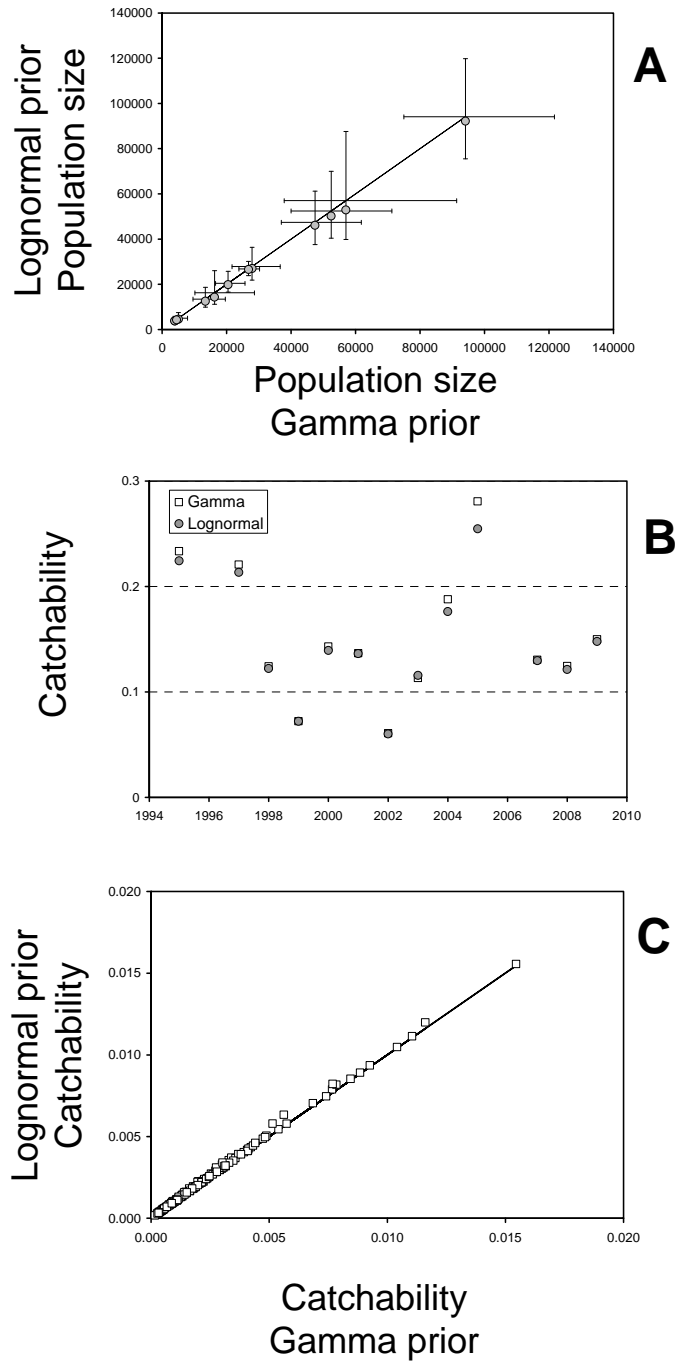 A
Lognormal prior
Population size
140000
120000
100000
80000
60000
40000
20000
0
0 20000 40000 60000 80000 100000 120000 140000
Population size
Gamma prior
B
Catchability
0.3
0.2
0.1
0
Gamma
Lognormal
1994 1996 1998 2000 2002 2004 2006 2008 2010
C
Lognormal prior
Catchability
0.020
0.015
0.010
0.005
0.000
0.000 0.005 0.010 0.015 0.020
Catchability
Gamma prior